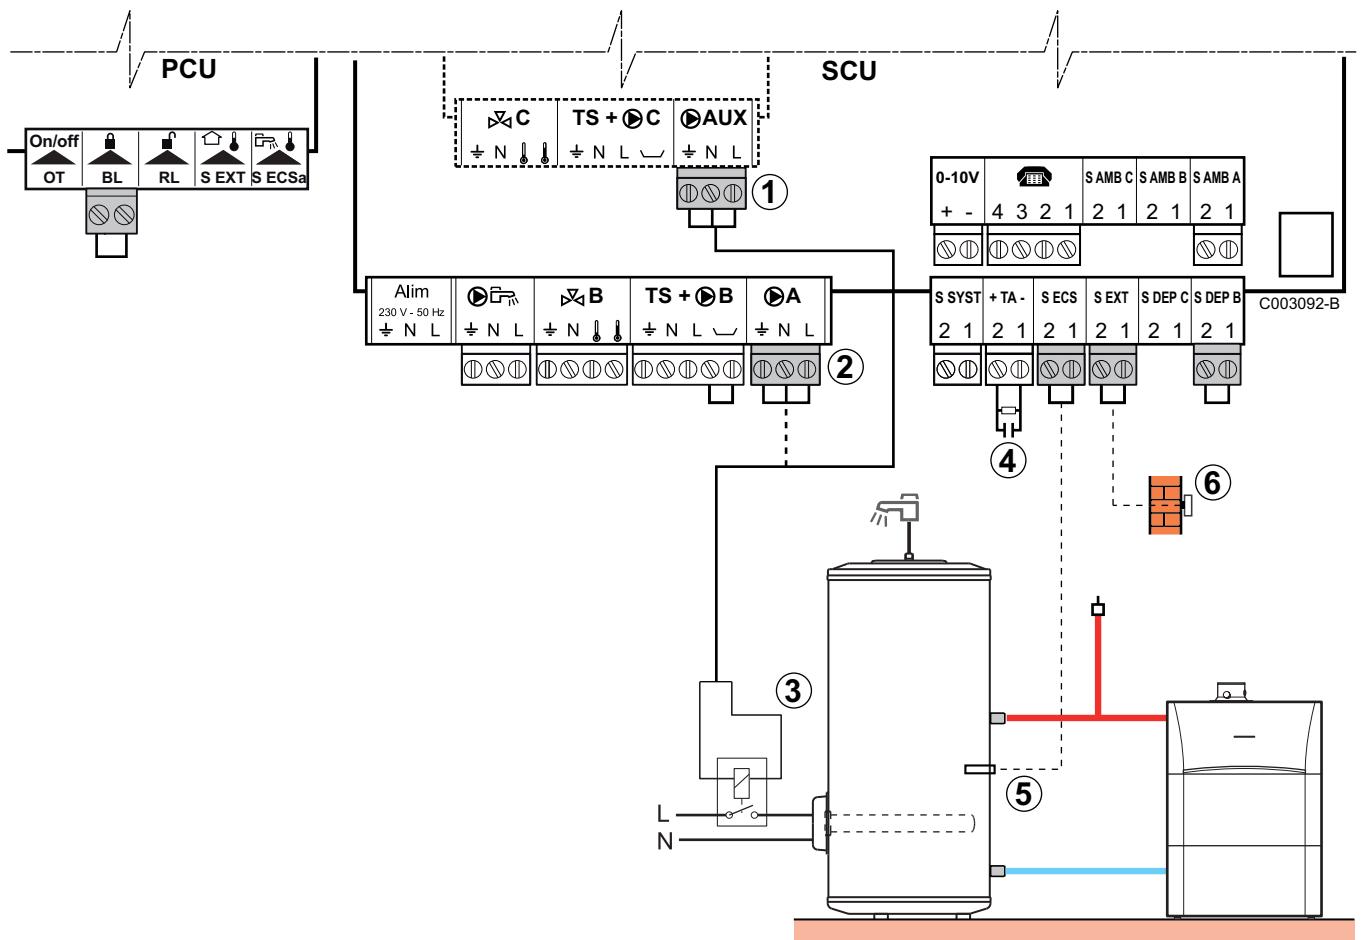 PCU
SCU
On/off
OT BL RL S EXT S ECSa
C TS + C AUX
N N L N L
1
0-10V S AMB C S AMB B S AMB A
+ - 4 3 2 1 2 1 2 1 2 1
Alim
230 V - 50 Hz
N L
N L
B
N
TS + B
N L
A
N L
2
S SYST + TA - S ECS S EXT S DEP C S DEP B
2 1 2 1 2 1 2 1 2 1 2 1
C003092-B
4
6
3
5
L
N